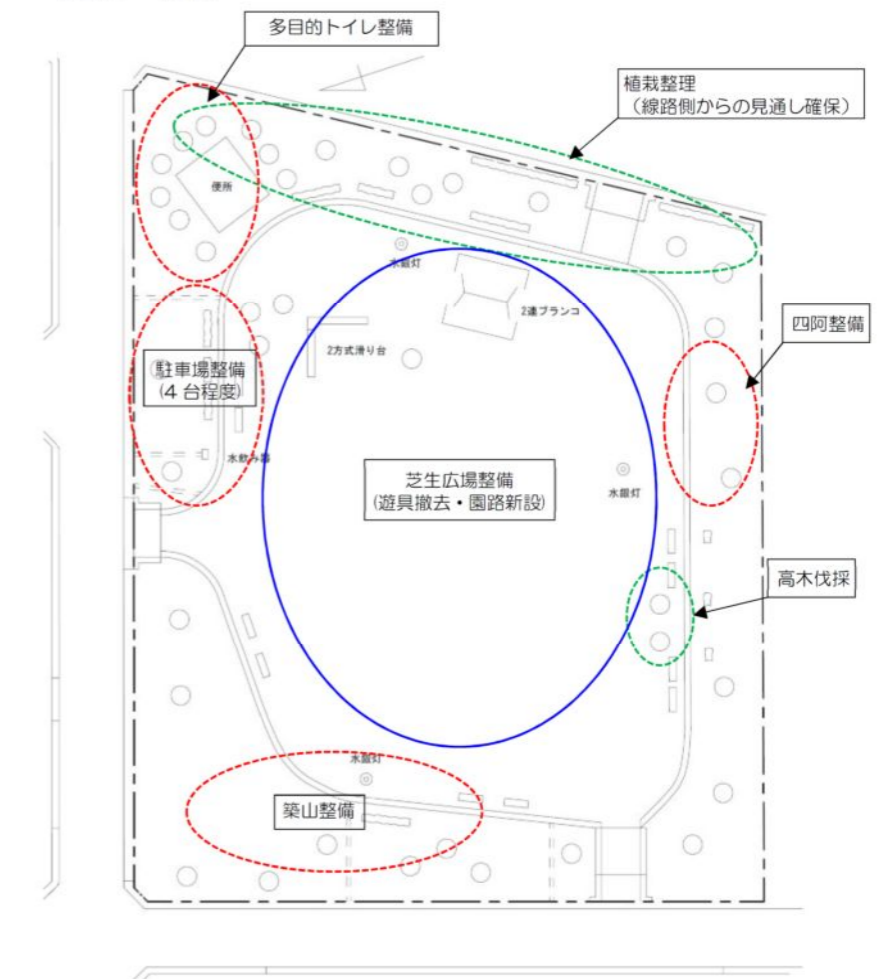 多目的トイレ整備
植栽整理
（線路側からの見通し確保）
便所
水銀灯
2連ブランコ
四阿整備
2方式滑り台
駐車場整備
(4 台程度)
水飲み器
芝生広場整備
(遊具撤去・園路新設)
水銀灯
高木伐採
水銀灯
築山整備